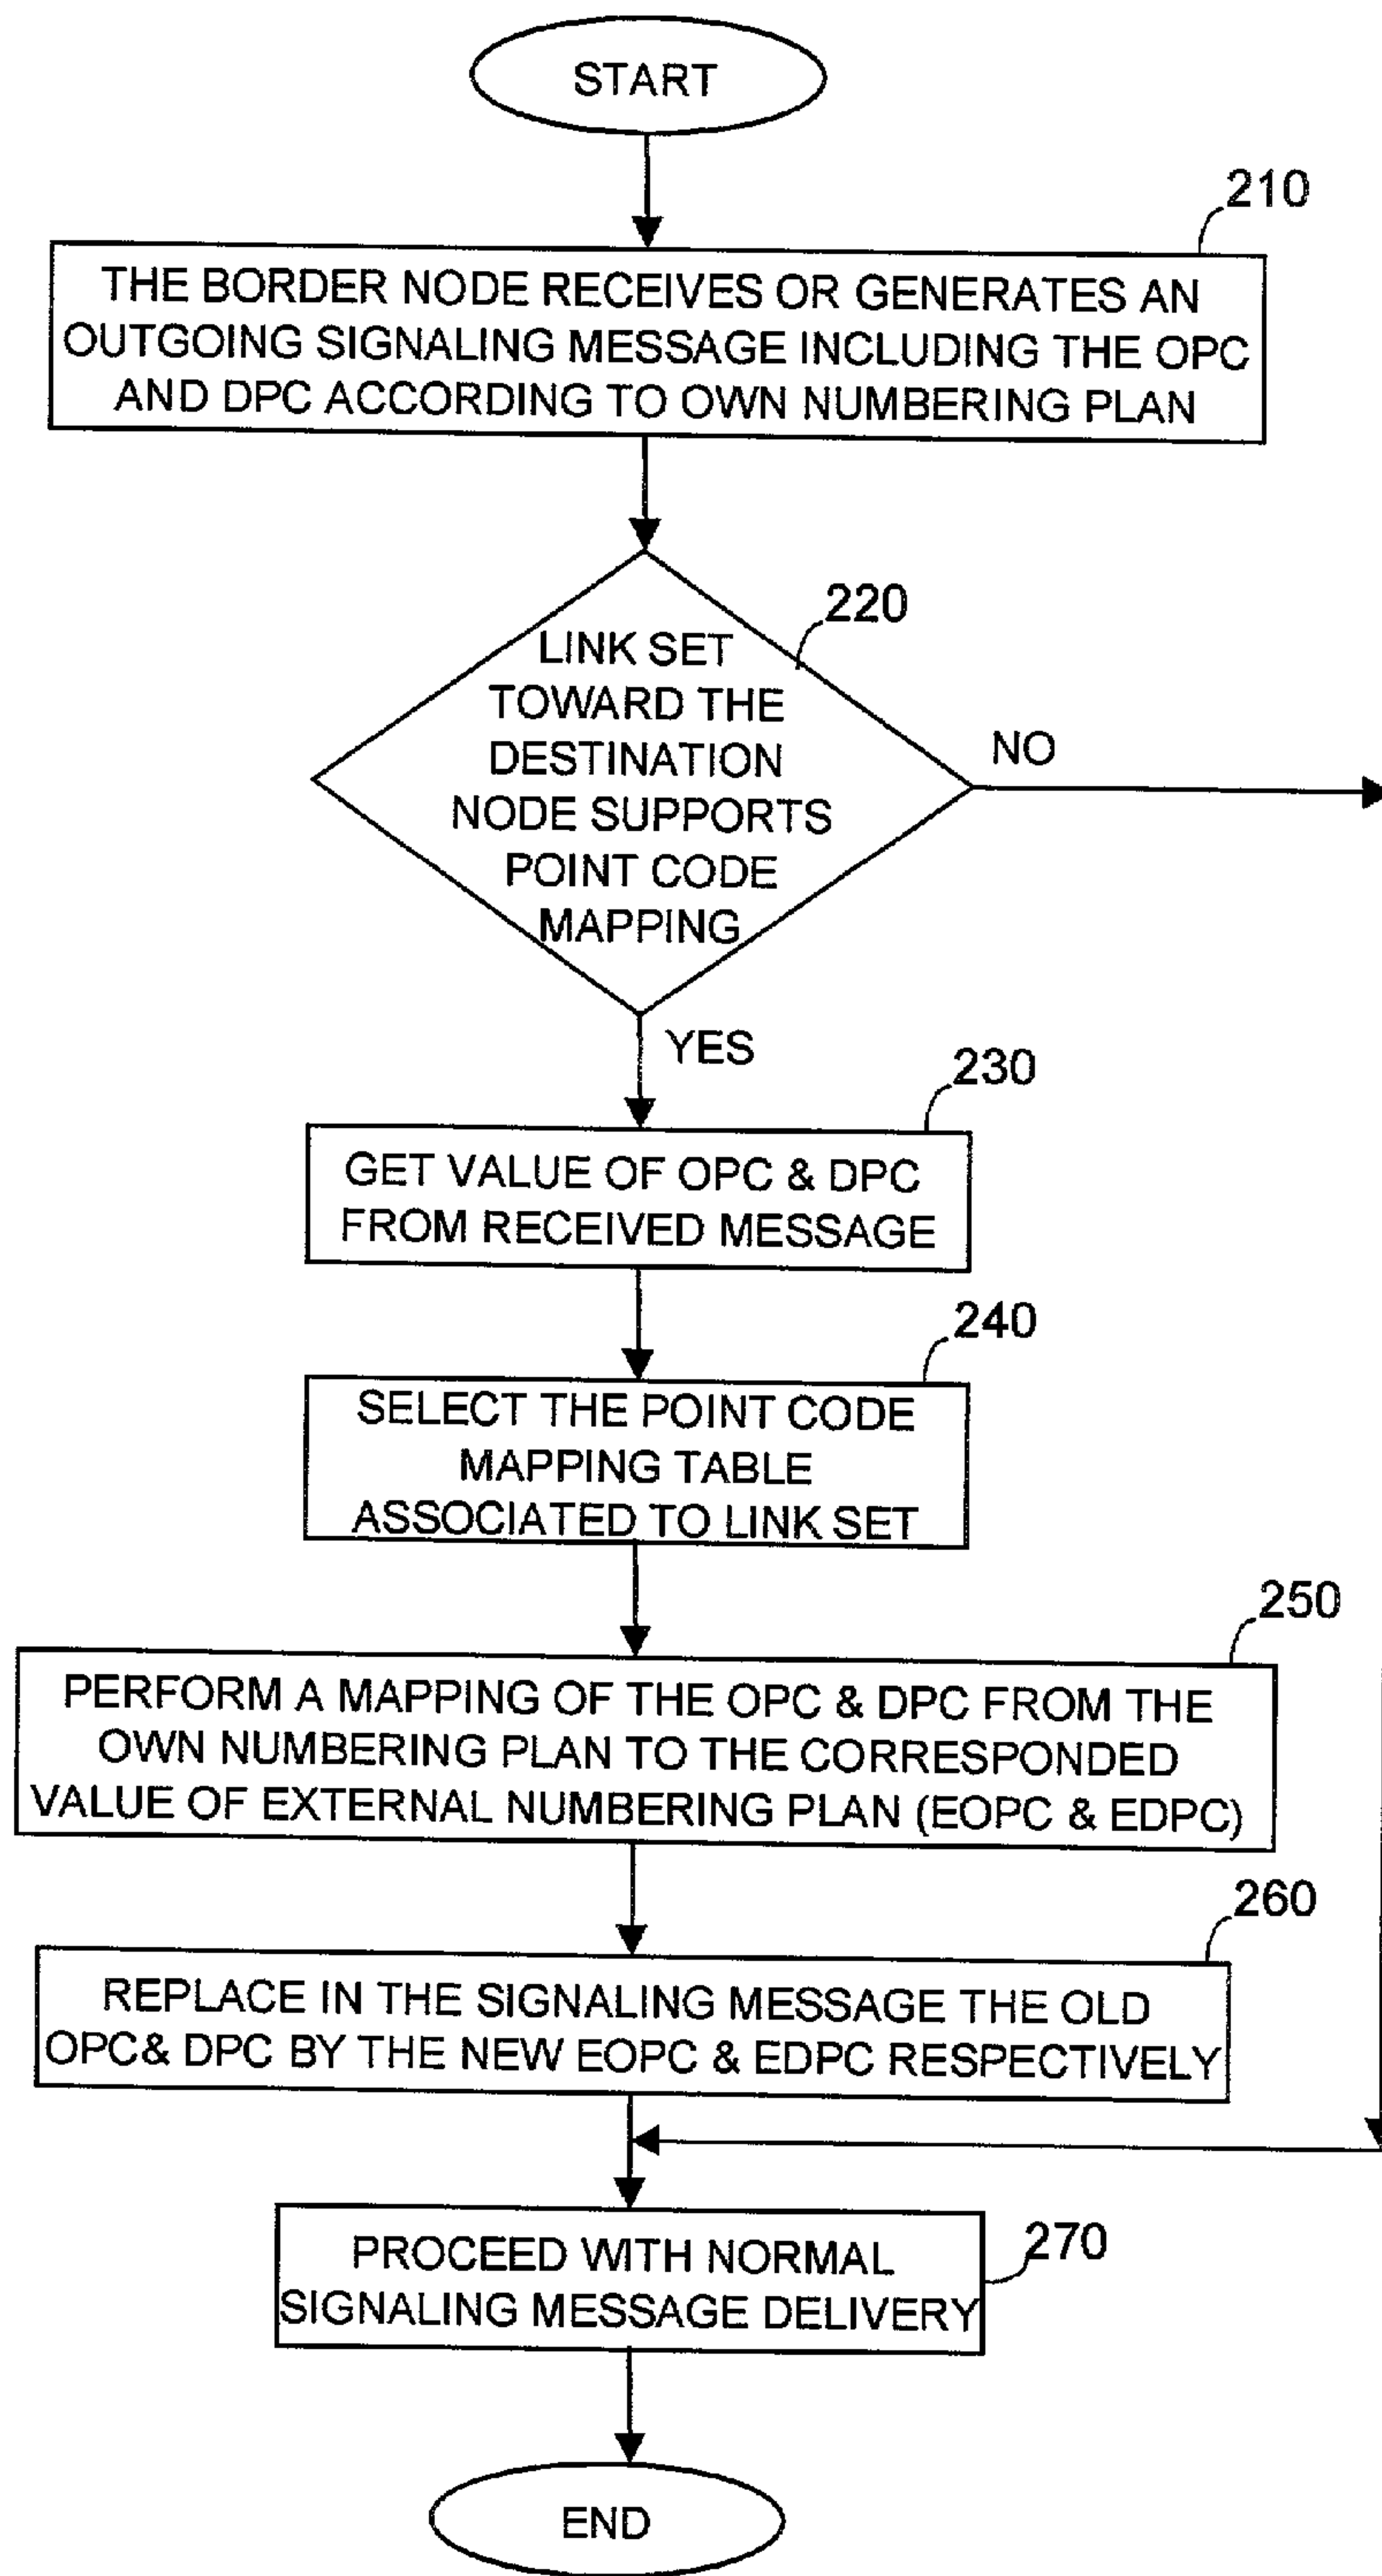 START
210
THE BORDER NODE RECEIVES OR GENERATES AN
OUTGOING SIGNALING MESSAGE INCLUDING THE OPC
AND DPC ACCORDING TO OWN NUMBERING PLAN
220
LINK SET
TOWARD THE
DESTINATION
NODE SUPPORTS
POINT CODE
MAPPING
NO
YES
230
GET VALUE OF OPC & DPC
FROM RECEIVED MESSAGE
240
SELECT THE POINT CODE
MAPPING TABLE
ASSOCIATED TO LINK SET
250
PERFORM A MAPPING OF THE OPC & DPC FROM THE
OWN NUMBERING PLAN TO THE CORRESPONDED
VALUE OF EXTERNAL NUMBERING PLAN (EOPC & EDPC)
260
REPLACE IN THE SIGNALING MESSAGE THE OLD
OPC& DPC BY THE NEW EOPC & EDPC RESPECTIVELY
270
PROCEED WITH NORMAL
SIGNALING MESSAGE DELIVERY
END